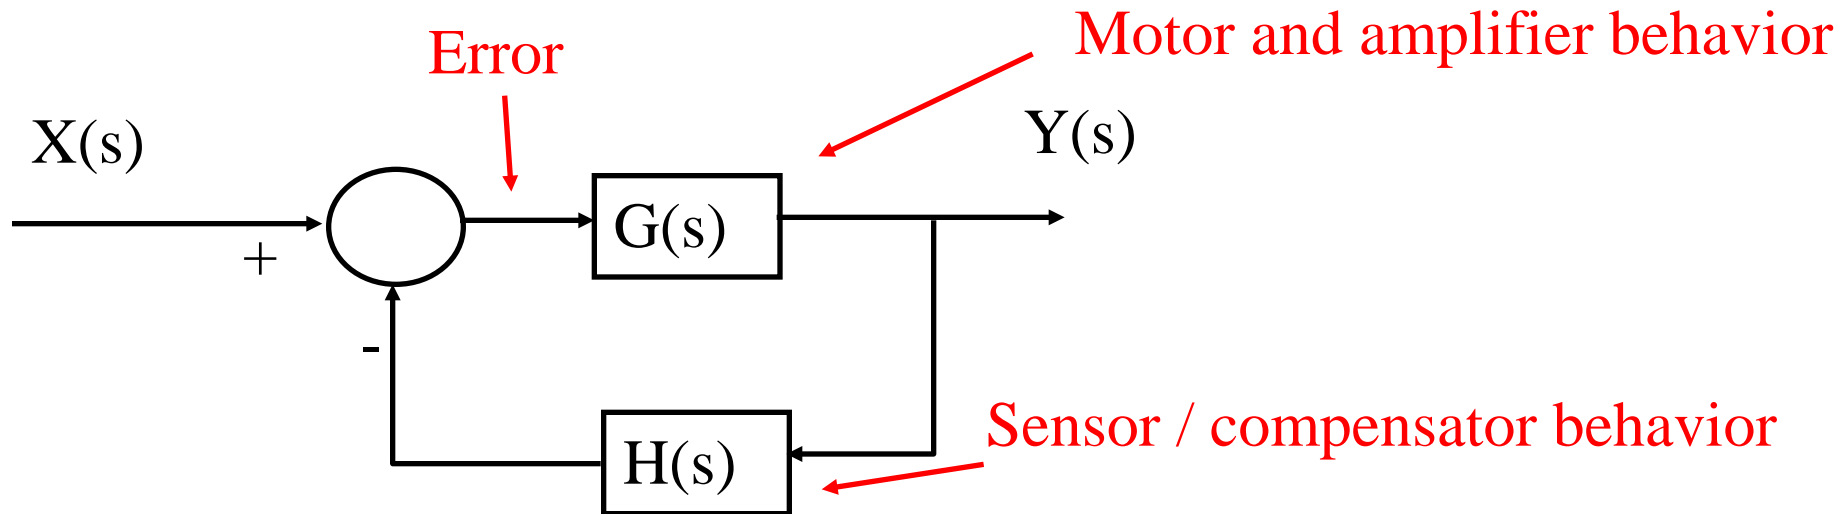 Motor and amplifier behavior
Error
X(s)
Y(s)
G(s)
+
-
Sensor / compensator behavior
H(s)